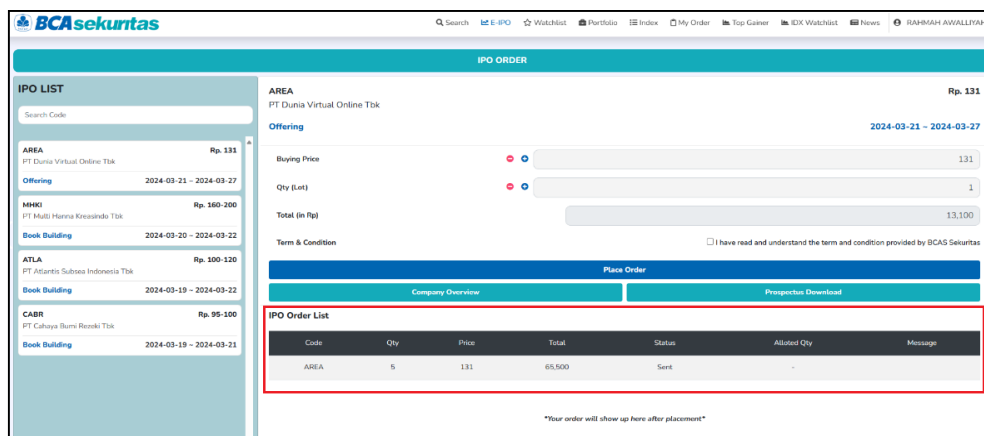 BCAsekuritas
Search E-IPO Watchlist Portfolio Index My Order Top Gainer IDX Watchlist News RAHMAH AWALLIYAH
IPO ORDER
IPO LIST
Search Code
AREA Rp. 131
PT Dunia Virtual Online Tbk
Offering 2024-03-21 – 2024-03-27
MHKI Rp. 160-200
PT Multi Hanna Kreasindo Tbk
Book Building 2024-03-20 – 2024-03-22
ATLA Rp. 100-120
PT Atlantis Subsea Indonesia Tbk
Book Building 2024-03-19 – 2024-03-22
CABR Rp. 95-100
PT Cahaya Bumi Rezeki Tbk
Book Building 2024-03-19 – 2024-03-21
AREA Rp. 131
PT Dunia Virtual Online Tbk
Offering 2024-03-21 – 2024-03-27
Buying Price 131
Qty (Lot) 1
Total (in Rp) 13,100
Term & Condition I have read and understand the term and condition provided by BCAS Sekuritas
Place Order
Company Overview Prospectus Download
IPO Order List
Code Qty Price Total Status Alloted Qty Message
AREA 5 131 65,500 Sent -
*Your order will show up here after placement*